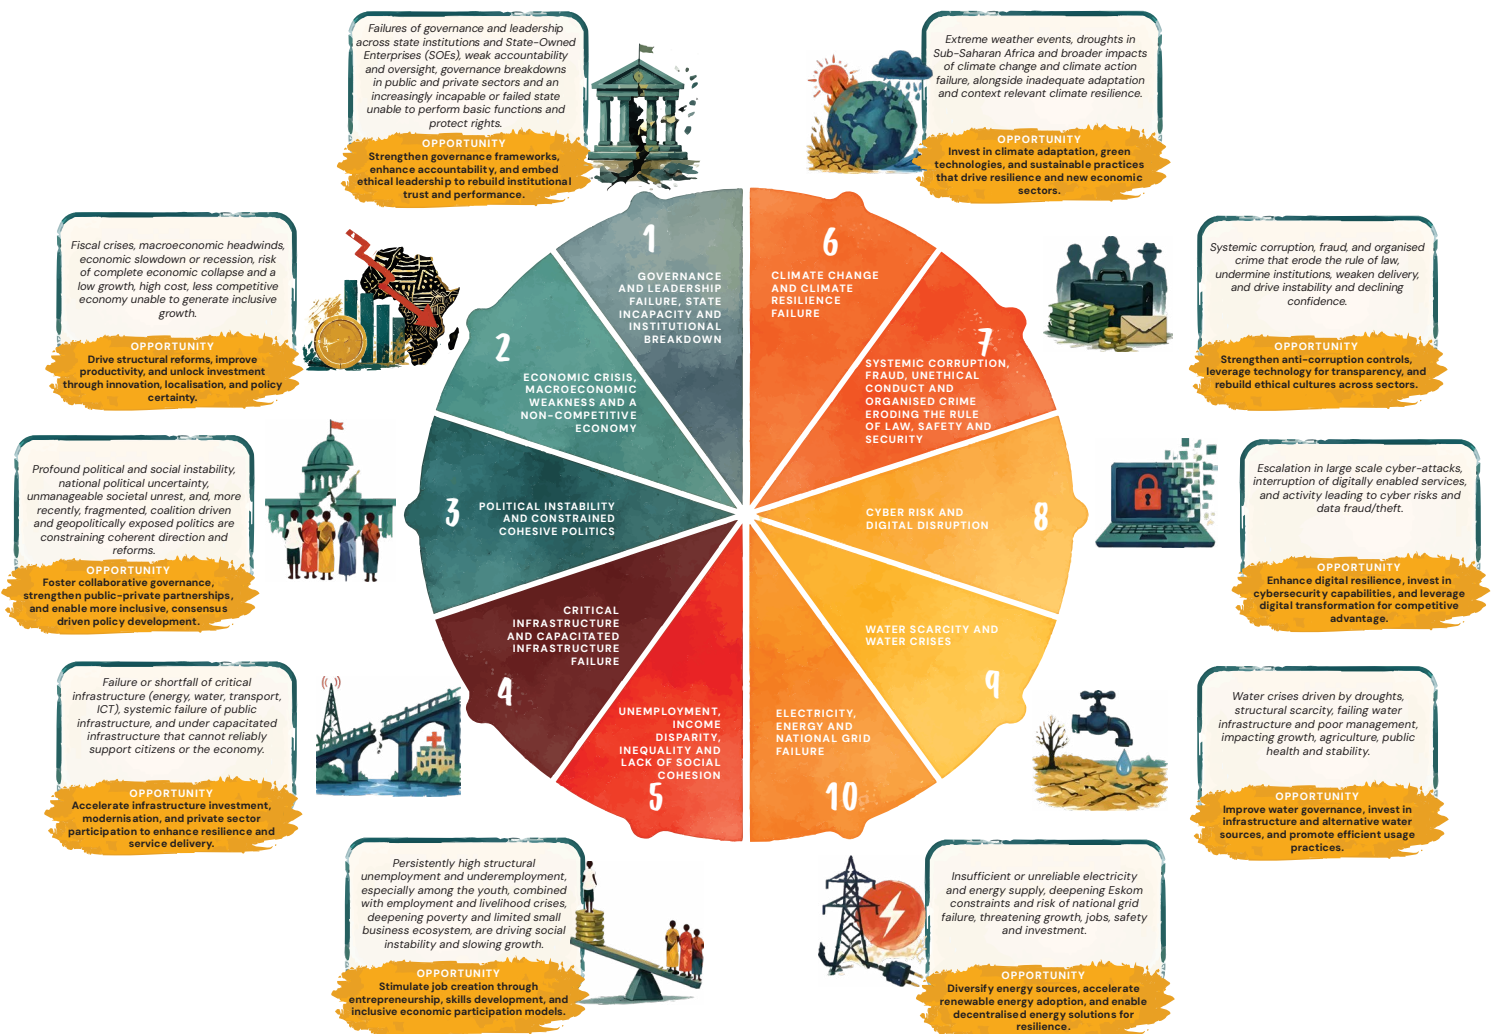 Failures of governance and leadership
across state institutions and State-Owned
Enterprises (SOEs), weak accountability
and oversight, governance breakdowns
in public and private sectors and an
increasingly incapable or failed state
unable to perform basic functions and
protect rights.
OPPORTUNITY
Strengthen governance frameworks,
enhance accountability, and embed
ethical leadership to rebuild institutional
trust and performance.
Extreme weather events, droughts in
Sub-Saharan Africa and broader impacts
of climate change and climate action
failure, alongside inadequate adaptation
and context relevant climate resilience.
OPPORTUNITY
Invest in climate adaptation, green
technologies, and sustainable practices
that drive resilience and new economic
sectors.
Fiscal crises, macroeconomic headwinds,
economic slowdown or recession, risk
of complete economic collapse and a
low growth, high cost, less competitive
economy unable to generate inclusive
growth.
OPPORTUNITY
Drive structural reforms, improve
productivity, and unlock investment
through innovation, localisation, and policy
certainty.
Systemic corruption, fraud, and organised
crime that erode the rule of law,
undermine institutions, weaken delivery,
and drive instability and declining
confidence.
OPPORTUNITY
Strengthen anti-corruption controls,
leverage technology for transparency, and
rebuild ethical cultures across sectors.
1
GOVERNANCE
AND LEADERSHIP
FAILURE, STATE
INCAPACITY AND
INSTITUTIONAL
BREAKDOWN
6
CLIMATE CHANGE
AND CLIMATE
RESILIENCE
FAILURE
2
ECONOMIC CRISIS,
MACROECONOMIC
WEAKNESS AND A
NON-COMPETITIVE
ECONOMY
7
SYSTEMIC CORRUPTION,
FRAUD, UNETHICAL
CONDUCT AND
ORGANISED CRIME
ERODING THE RULE
OF LAW, SAFETY AND
SECURITY
Profound political and social instability,
national political uncertainty,
unmanageable societal unrest, and, more
recently, fragmented, coalition driven
and geopolitically exposed politics are
constraining coherent direction and
reforms.
OPPORTUNITY
Foster collaborative governance,
strengthen public-private partnerships,
and enable more inclusive, consensus
driven policy development.
3
POLITICAL INSTABILITY
AND CONSTRAINED
COHESIVE POLITICS
CYBER RISK AND
DIGITAL DISRUPTION
8
Escalation in large scale cyber-attacks,
interruption of digitally enabled services,
and activity leading to cyber risks and
data fraud/theft.
OPPORTUNITY
Enhance digital resilience, invest in
cybersecurity capabilities, and leverage
digital transformation for competitive
advantage.
CRITICAL
INFRASTRUCTURE
AND CAPACITATED
INFRASTRUCTURE
FAILURE
4
WATER SCARCITY AND
WATER CRISES
9
Failure or shortfall of critical
infrastructure (energy, water, transport,
ICT), systemic failure of public
infrastructure, and under capacitated
infrastructure that cannot reliably
support citizens or the economy.
OPPORTUNITY
Accelerate infrastructure investment,
modernisation, and private sector
participation to enhance resilience and
service delivery.
Water crises driven by droughts,
structural scarcity, failing water
infrastructure and poor management,
impacting growth, agriculture, public
health and stability.
OPPORTUNITY
Improve water governance, invest in
infrastructure and alternative water
sources, and promote efficient usage
practices.
UNEMPLOYMENT,
INCOME
DISPARITY,
INEQUALITY AND
LACK OF SOCIAL
COHESION
5
ELECTRICITY,
ENERGY AND
NATIONAL GRID
FAILURE
10
Persistently high structural
unemployment and underemployment,
especially among the youth, combined
with employment and livelihood crises,
deepening poverty and limited small
business ecosystem, are driving social
instability and slowing growth.
OPPORTUNITY
Stimulate job creation through
entrepreneurship, skills development, and
inclusive economic participation models.
Insufficient or unreliable electricity
and energy supply, deepening Eskom
constraints and risk of national grid
failure, threatening growth, jobs, safety
and investment.
OPPORTUNITY
Diversify energy sources, accelerate
renewable energy adoption, and enable
decentralised energy solutions for
resilience.